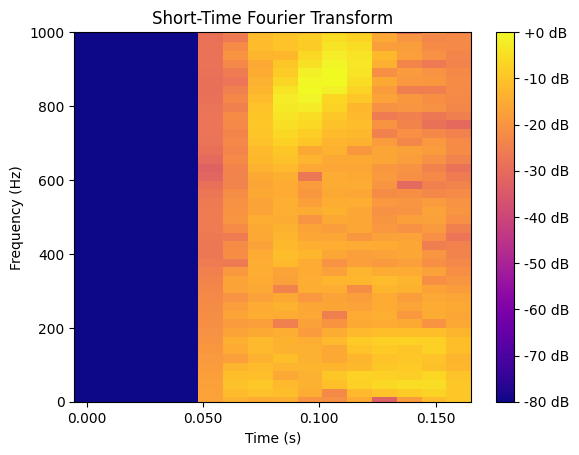 Short-Time Fourier Transform
1000
800
600
400
200
0
Frequency (Hz)
0.000
0.050
0.100
0.150
Time (s)
+0 dB
-10 dB
-20 dB
-30 dB
-40 dB
-50 dB
-60 dB
-70 dB
-80 dB